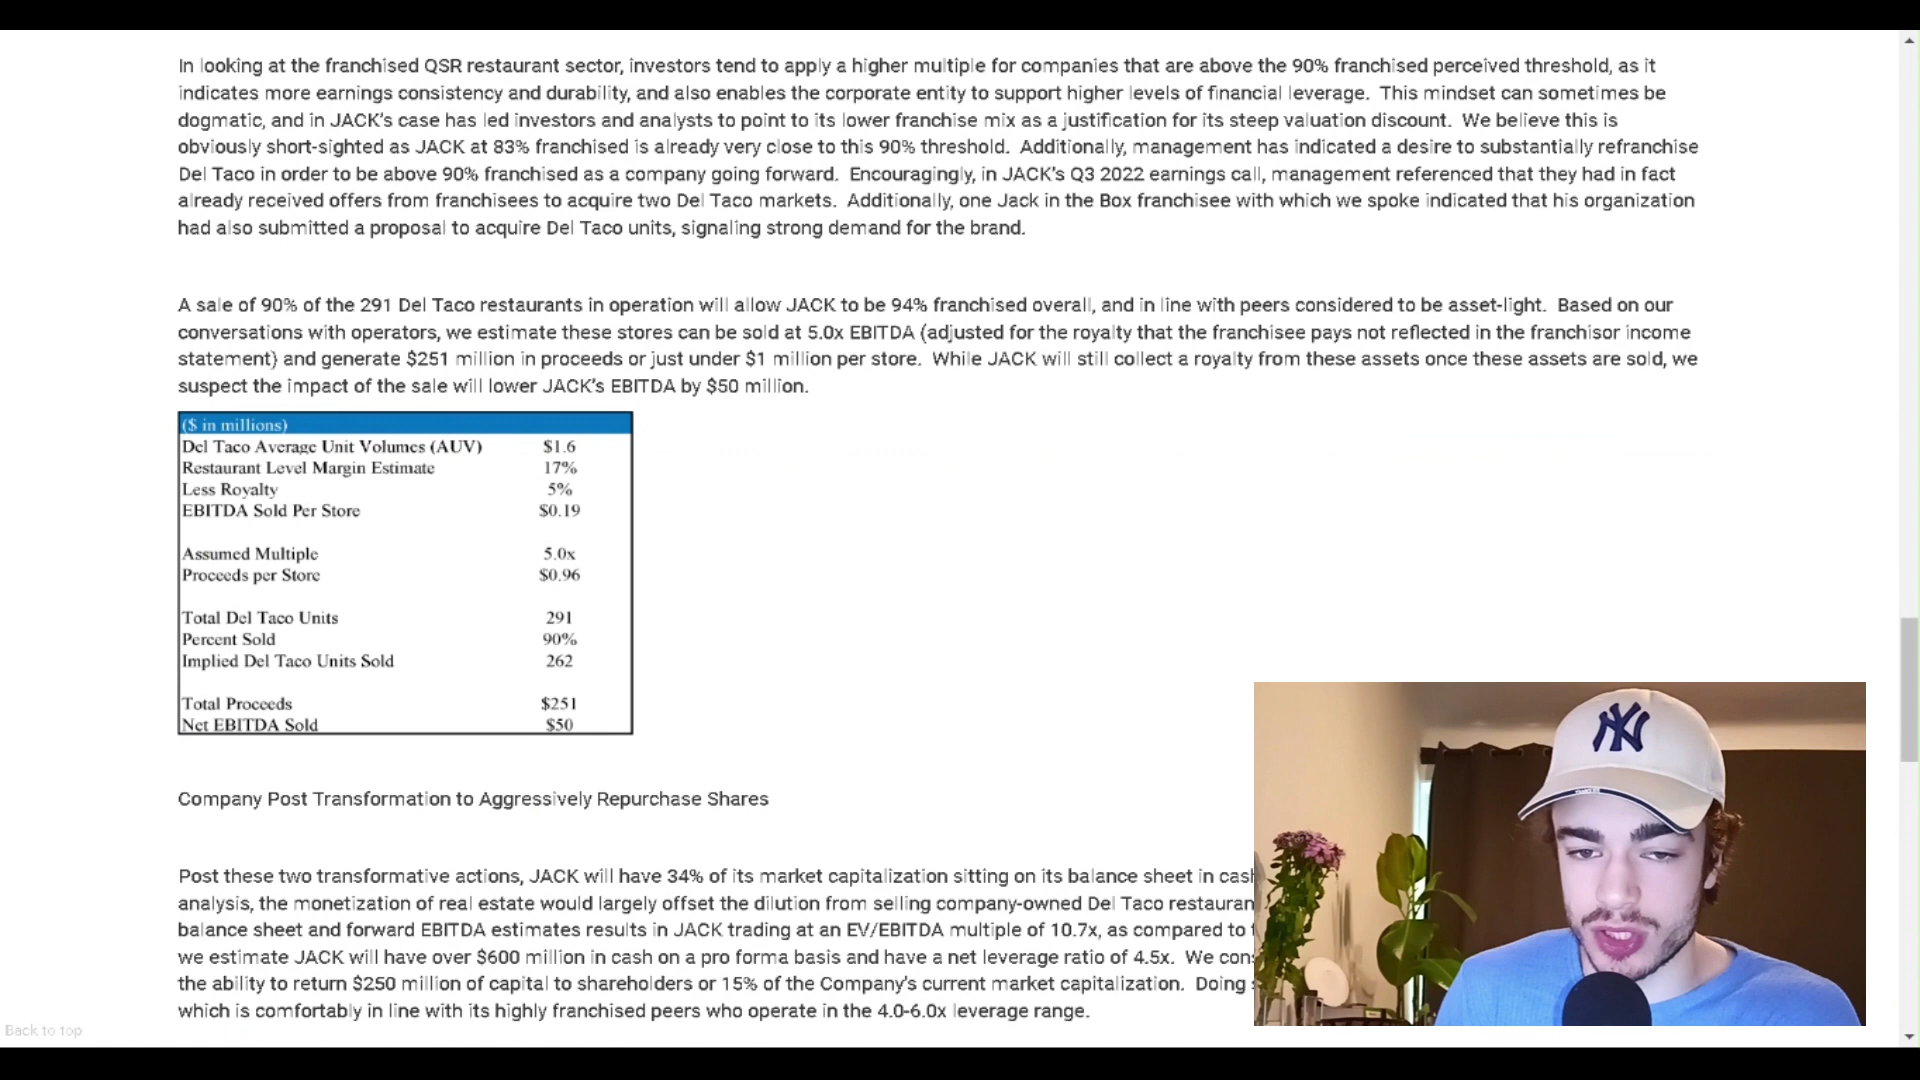 In looking at the franchised QSR restaurant sector, investors tend to apply a higher multiple for companies that are above the 90% franchised perceived threshold, as it
indicates more earnings consistency and durability, and also enables the corporate entity to support higher levels of financial leverage. This mindset can sometimes be
dogmatic, and in JACK's case has led investors and analysts to point to its lower franchise mix as a justification for its steep valuation discount. We believe this is
obviously short-sighted as JACK at 83% franchised is already very close to this 90% threshold. Additionally, management has indicated a desire to substantially refranchise
Del Taco in order to be above 90% franchised as a company going forward. Encouragingly, in JACK's Q3 2022 earnings call, management referenced that they had in fact
already received offers from franchisees to acquire two Del Taco markets. Additionally, one Jack in the Box franchisee with which we spoke indicated that his organization
had also submitted a proposal to acquire Del Taco units, signaling strong demand for the brand.
A sale of 90% of the 291 Del Taco restaurants in operation will allow JACK to be 94% franchised overall, and in line with peers considered to be asset-light. Based on our
conversations with operators, we estimate these stores can be sold at 5.0x EBITDA (adjusted for the royalty that the franchisee pays not reflected in the franchisor income
statement) and generate $251 million in proceeds or just under $1 million per store. While JACK will still collect a royalty from these assets once these assets are sold, we
suspect the impact of the sale will lower JACK's EBITDA by $50 million.
($ in millions)
Del Taco Average Unit Volumes (AUV) $1.6
Restaurant Level Margin Estimate 17%
Less Royalty 5%
EBITDA Sold Per Store $0.19
Assumed Multiple 5.0x
Proceeds per Store $0.96
Total Del Taco Units 291
Percent Sold 90%
Implied Del Taco Units Sold 262
Total Proceeds $251
Net EBITDA Sold $50
Company Post Transformation to Aggressively Repurchase Shares
Post these two transformative actions, JACK will have 34% of its market capitalization sitting on its balance sheet in cash
analysis, the monetization of real estate would largely offset the dilution from selling company-owned Del Taco restauran
balance sheet and forward EBITDA estimates results in JACK trading at an EV/EBITDA multiple of 10.7x, as compared to
we estimate JACK will have over $600 million in cash on a pro forma basis and have a net leverage ratio of 4.5x. We con
the ability to return $250 million of capital to shareholders or 15% of the Company's current market capitalization. Doing
which is comfortably in line with its highly franchised peers who operate in the 4.0-6.0x leverage range.
Back to top
NY